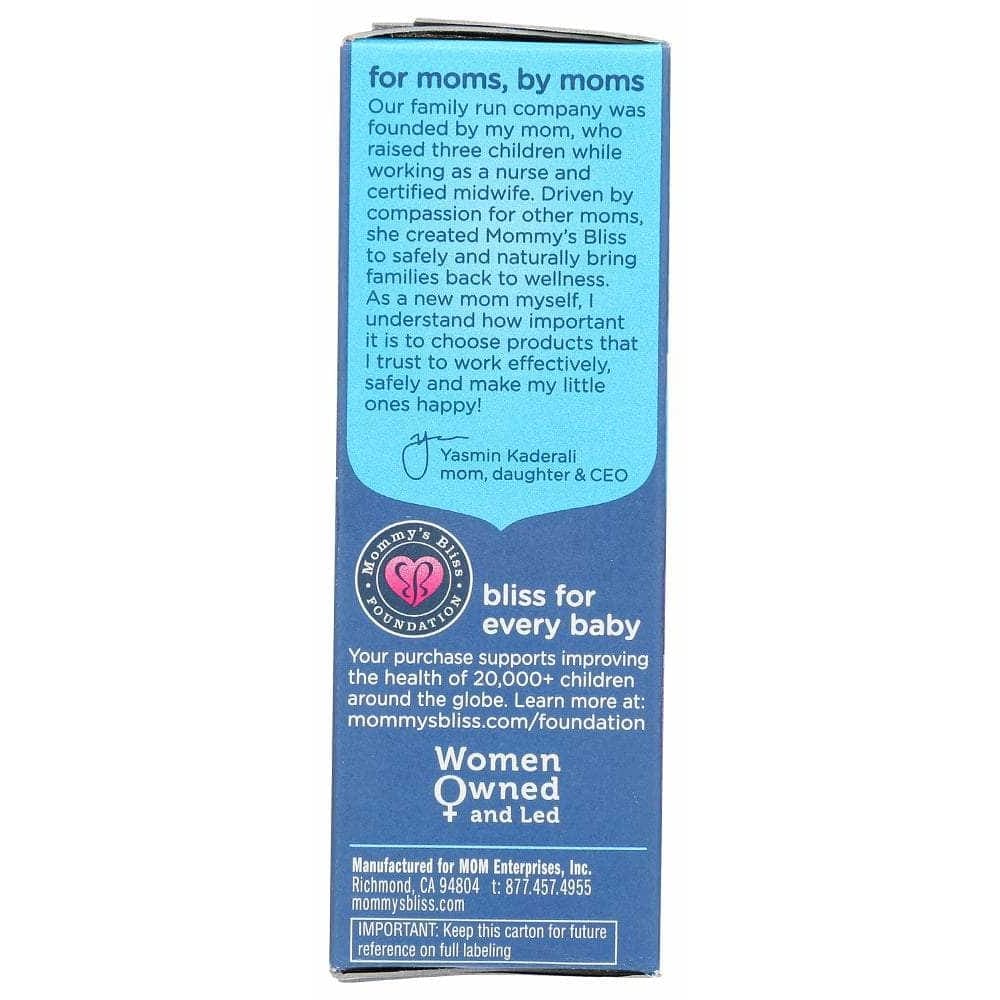 for moms, by moms
Our family run company was
founded by my mom, who
raised three children while
working as a nurse and
certified midwife. Driven by
compassion for other moms,
she created Mommy's Bliss
to safely and naturally bring
families back to wellness.
As a new mom myself, I
understand how important
it is to choose products that
I trust to work effectively,
safely and make my little
ones happy!
Yasmin Kaderali
mom, daughter & CEO
Mommy's Bliss
FOUNDATION
bliss for
every baby
Your purchase supports improving
the health of 20,000+ children
around the globe. Learn more at:
mommysbliss.com/foundation
Women
Owned
and Led
Manufactured for MOM Enterprises, Inc.
Richmond, CA 94804 t: 877.457.4955
mommysbliss.com
IMPORTANT: Keep this carton for future
reference on full labeling